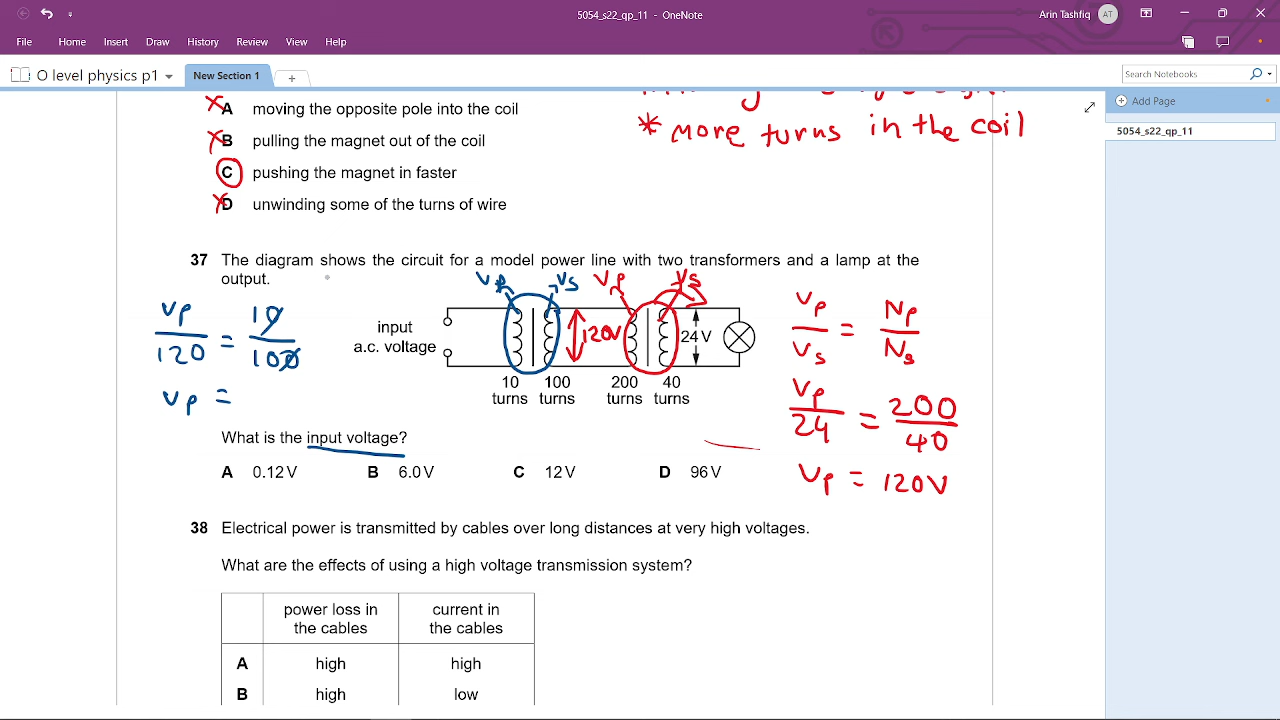 5054_s22_qp_11 - OneNote
Arin Tashfiq AT
File Home Insert Draw History Review View Help
O level physics p1 New Section 1 +
Search Notebooks
Add Page
5054_s22_qp_11
A moving the opposite pole into the coil
* more turns in the coil
B pulling the magnet out of the coil
C pushing the magnet in faster
D unwinding some of the turns of wire
37 The diagram shows the circuit for a model power line with two transformers and a lamp at the
output.
Vp Vs Vp Vs
Vp/120 = 10/100
Vp =
input
a.c. voltage
120V
24 V
10 turns 100 turns 200 turns 40 turns
Vp/Vs = Np/Ns
Vp/24 = 200/40
Vp = 120V
What is the input voltage?
A 0.12 V B 6.0 V C 12 V D 96 V
38 Electrical power is transmitted by cables over long distances at very high voltages.
What are the effects of using a high voltage transmission system?
power loss in the cables current in the cables
A high high
B high low